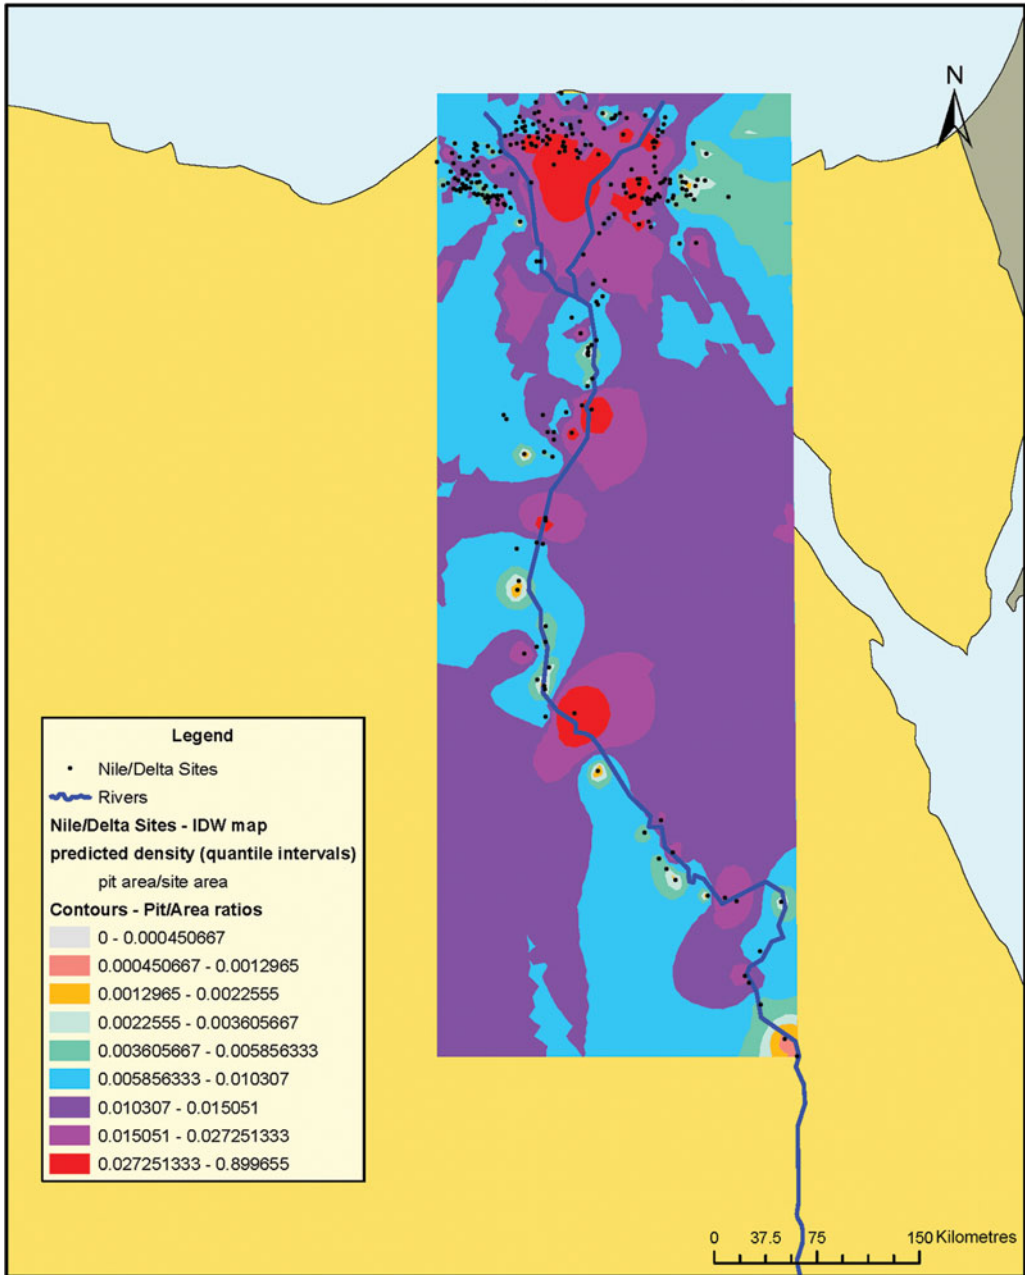 N
Legend
Nile/Delta Sites
Rivers
Nile/Delta Sites - IDW map
predicted density (quantile intervals)
pit area/site area
Contours - Pit/Area ratios
0 - 0.000450667
0.000450667 - 0.0012965
0.0012965 - 0.0022555
0.0022555 - 0.003605667
0.003605667 - 0.005856333
0.005856333 - 0.010307
0.010307 - 0.015051
0.015051 - 0.027251333
0.027251333 - 0.899655
0 37.5 75 150 Kilometres